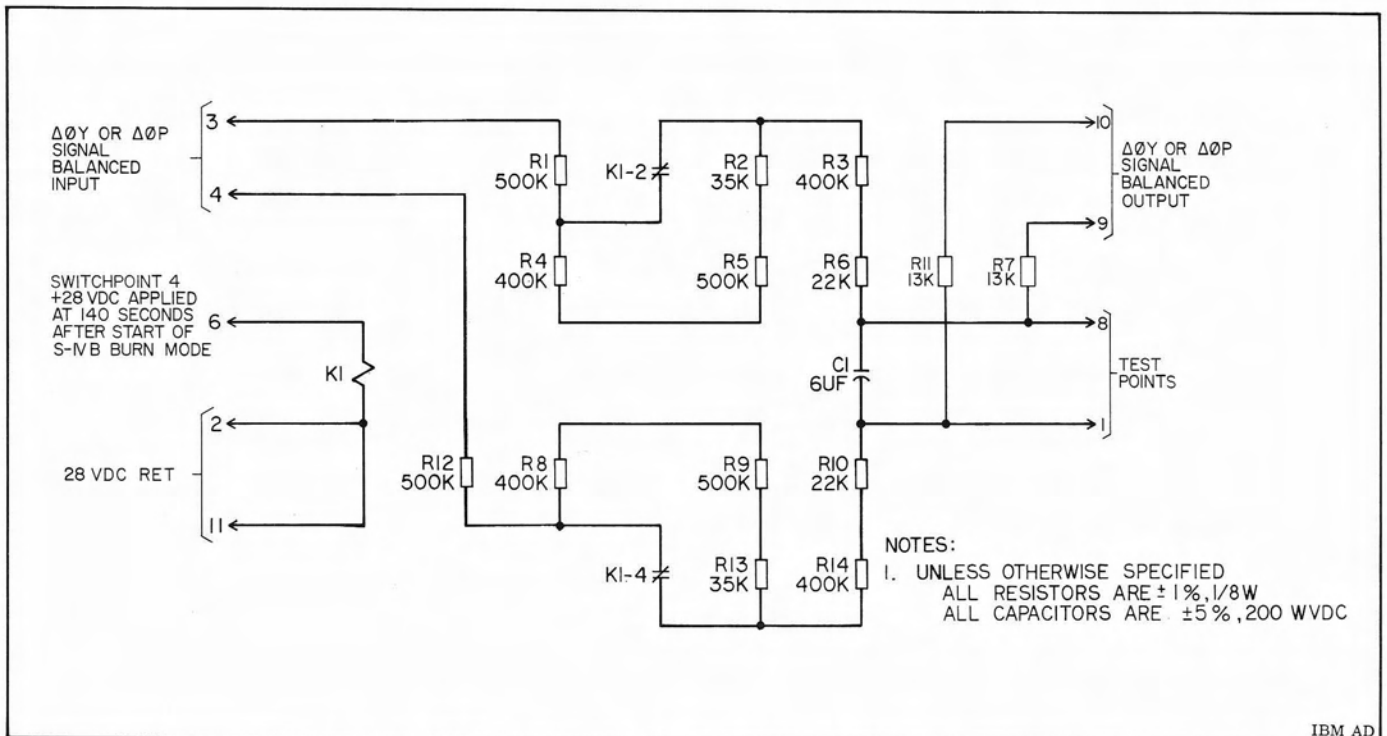 ΔØY OR ΔØP
SIGNAL
BALANCED
INPUT
3
4
SWITCHPOINT 4
+28 VDC APPLIED
AT 140 SECONDS
AFTER START OF
S-IVB BURN MODE
6
K1
2
28 VDC RET
11
R1
500K
K1-2
R2
35K
R3
400K
R4
400K
R5
500K
R6
22K
R11
13K
R7
13K
10
ΔØY OR ΔØP
SIGNAL
BALANCED
OUTPUT
9
8
TEST
POINTS
1
C1
6UF
R12
500K
R8
400K
R9
500K
R10
22K
K1-4
R13
35K
R14
400K
NOTES:
1. UNLESS OTHERWISE SPECIFIED
ALL RESISTORS ARE ±1%, 1/8W
ALL CAPACITORS ARE ±5%, 200 WVDC
IBM AD